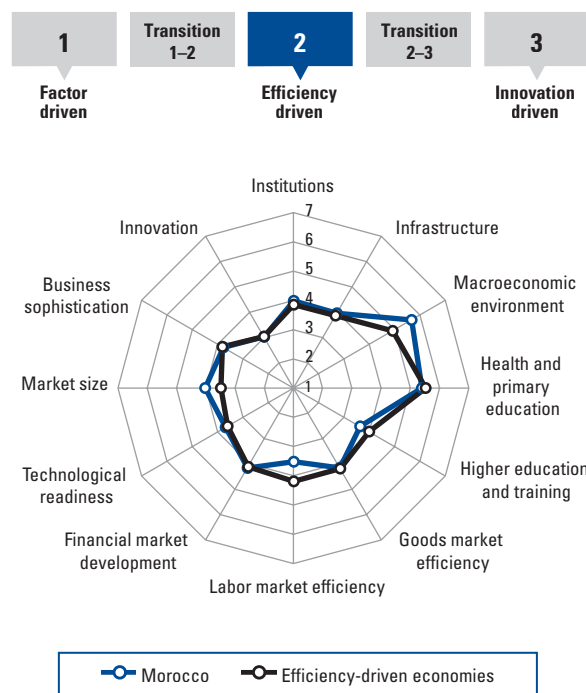 1
Transition
1–2
2
Transition
2–3
3
Factor
driven
Efficiency
driven
Innovation
driven
Institutions
7
6
5
4
3
2
1
Infrastructure
Macroeconomic
environment
Health and
primary
education
Higher education
and training
Goods market
efficiency
Labor market efficiency
Financial market
development
Technological
readiness
Market size
Business
sophistication
Innovation
Morocco
Efficiency-driven economies